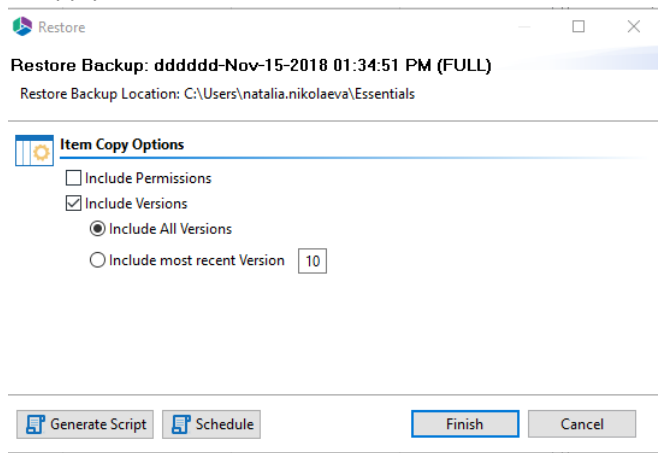 Restore
Restore Backup: dddddd-Nov-15-2018 01:34:51 PM (FULL)
Restore Backup Location: C:\Users\natalia.nikolaeva\Essentials
Item Copy Options
Include Permissions
Include Versions
Include All Versions
Include most recent Version 10
Generate Script Schedule Finish Cancel